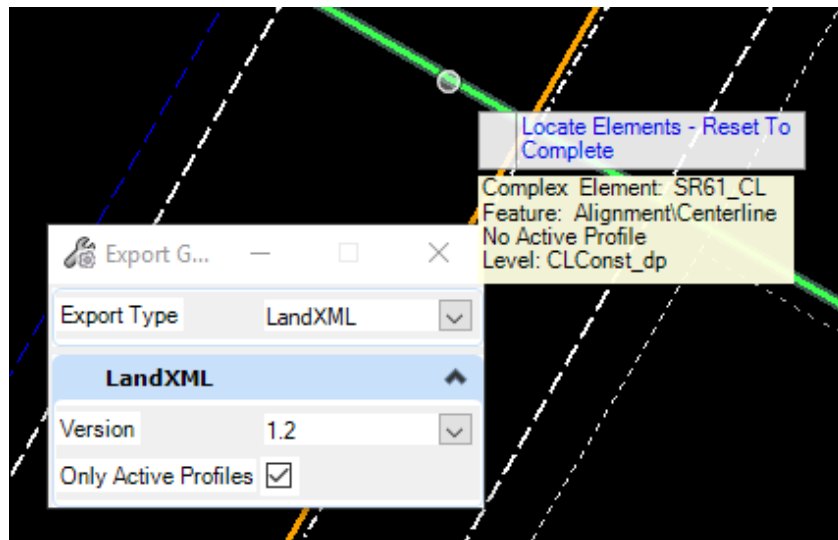 Locate Elements - Reset To
Complete
Complex Element: SR61_CL
Feature: Alignment\Centerline
No Active Profile
Level: CLConst_dp
Export G...
Export Type LandXML
LandXML
Version 1.2
Only Active Profiles